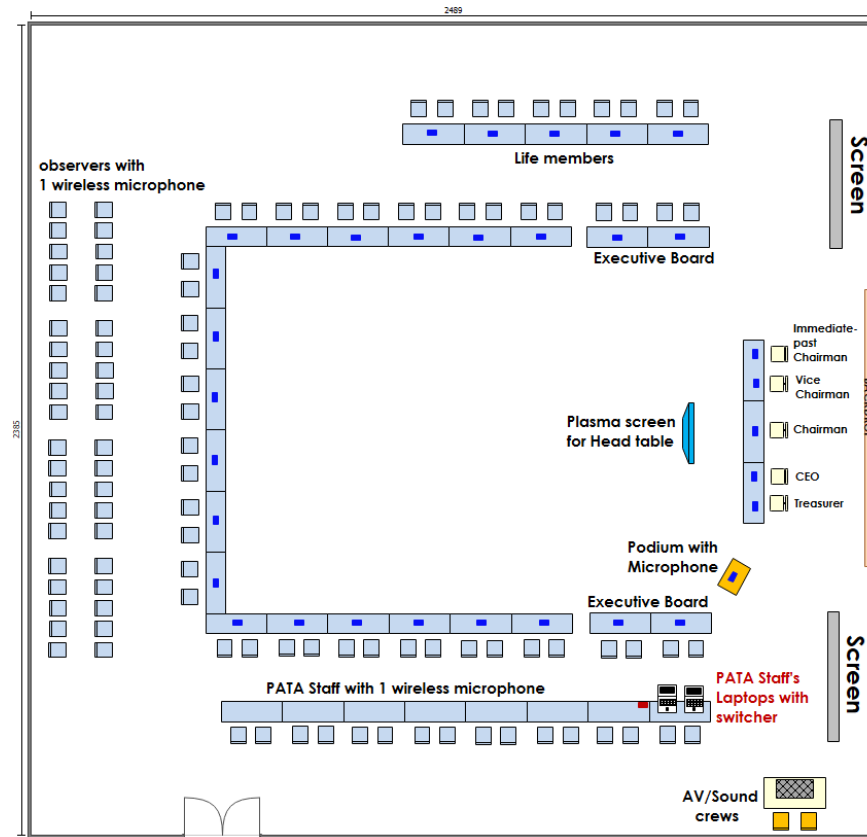 2489
Life members
Screen
observers with
1 wireless microphone
Executive Board
Immediate-
past
Chairman
Vice
Chairman
Plasma screen
for Head table
Chairman
2385
CEO
Treasurer
Podium with
Microphone
Executive Board
Screen
PATA Staff with 1 wireless microphone
PATA Staff's
Laptops with
switcher
AV/Sound
crews